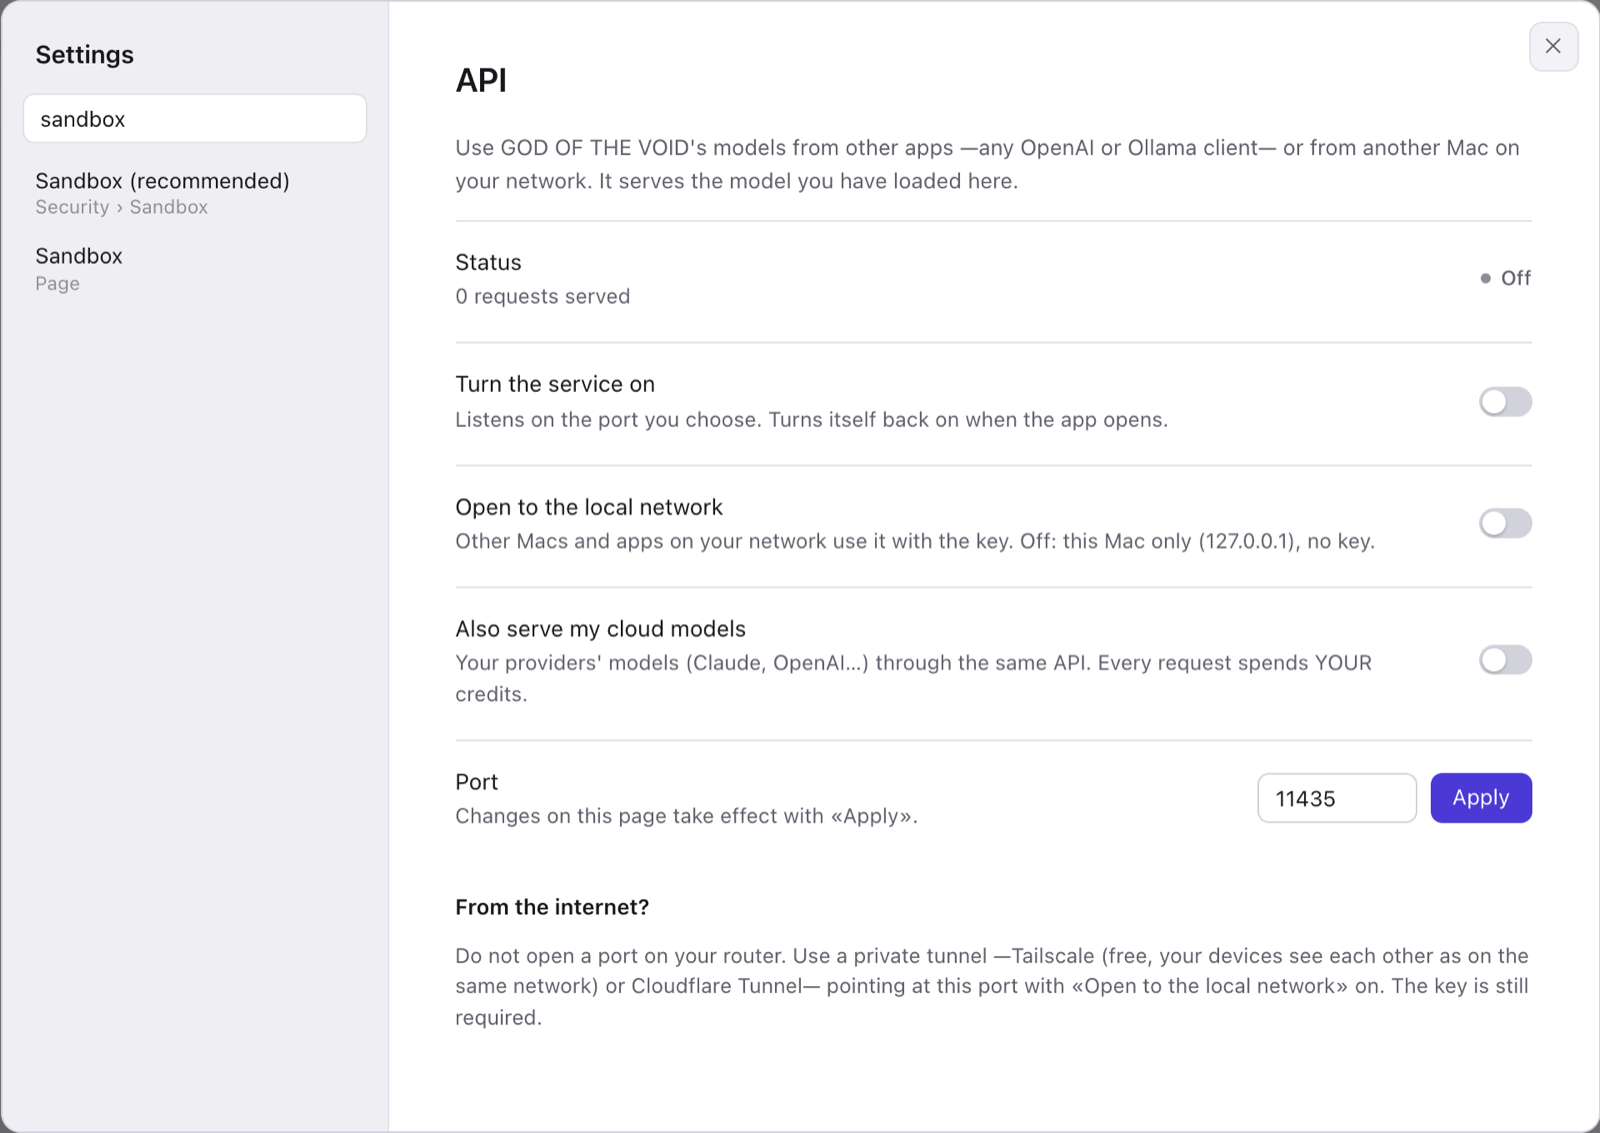 Settings
sandbox
Sandbox (recommended)
Security › Sandbox
Sandbox
Page
API
Use GOD OF THE VOID's models from other apps —any OpenAI or Ollama client— or from another Mac on
your network. It serves the model you have loaded here.
Status
0 requests served
Off
Turn the service on
Listens on the port you choose. Turns itself back on when the app opens.
Open to the local network
Other Macs and apps on your network use it with the key. Off: this Mac only (127.0.0.1), no key.
Also serve my cloud models
Your providers' models (Claude, OpenAI...) through the same API. Every request spends YOUR
credits.
Port
Changes on this page take effect with «Apply».
11435
Apply
From the internet?
Do not open a port on your router. Use a private tunnel —Tailscale (free, your devices see each other as on the
same network) or Cloudflare Tunnel— pointing at this port with «Open to the local network» on. The key is still
required.